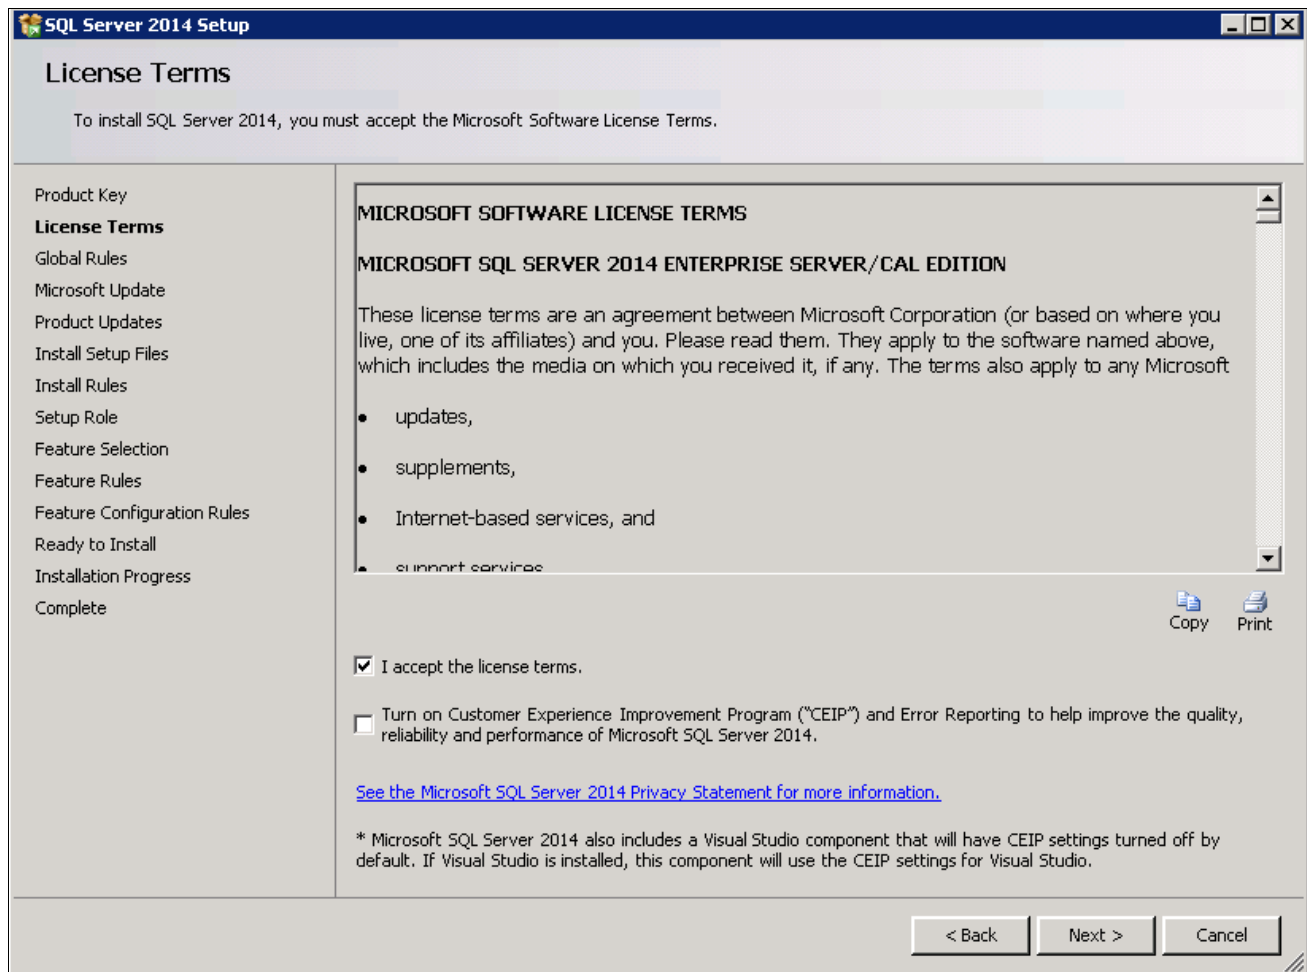 SQL Server 2014 Setup
License Terms
To install SQL Server 2014, you must accept the Microsoft Software License Terms.
Product Key
License Terms
Global Rules
Microsoft Update
Product Updates
Install Setup Files
Install Rules
Setup Role
Feature Selection
Feature Rules
Feature Configuration Rules
Ready to Install
Installation Progress
Complete
MICROSOFT SOFTWARE LICENSE TERMS
MICROSOFT SQL SERVER 2014 ENTERPRISE SERVER/CAL EDITION
These license terms are an agreement between Microsoft Corporation (or based on where you
live, one of its affiliates) and you. Please read them. They apply to the software named above,
which includes the media on which you received it, if any. The terms also apply to any Microsoft
• updates,
• supplements,
• Internet-based services, and
• support services
Copy
Print
I accept the license terms.
Turn on Customer Experience Improvement Program ("CEIP") and Error Reporting to help improve the quality,
reliability and performance of Microsoft SQL Server 2014.
See the Microsoft SQL Server 2014 Privacy Statement for more information.
* Microsoft SQL Server 2014 also includes a Visual Studio component that will have CEIP settings turned off by
default. If Visual Studio is installed, this component will use the CEIP settings for Visual Studio.
< Back
Next >
Cancel